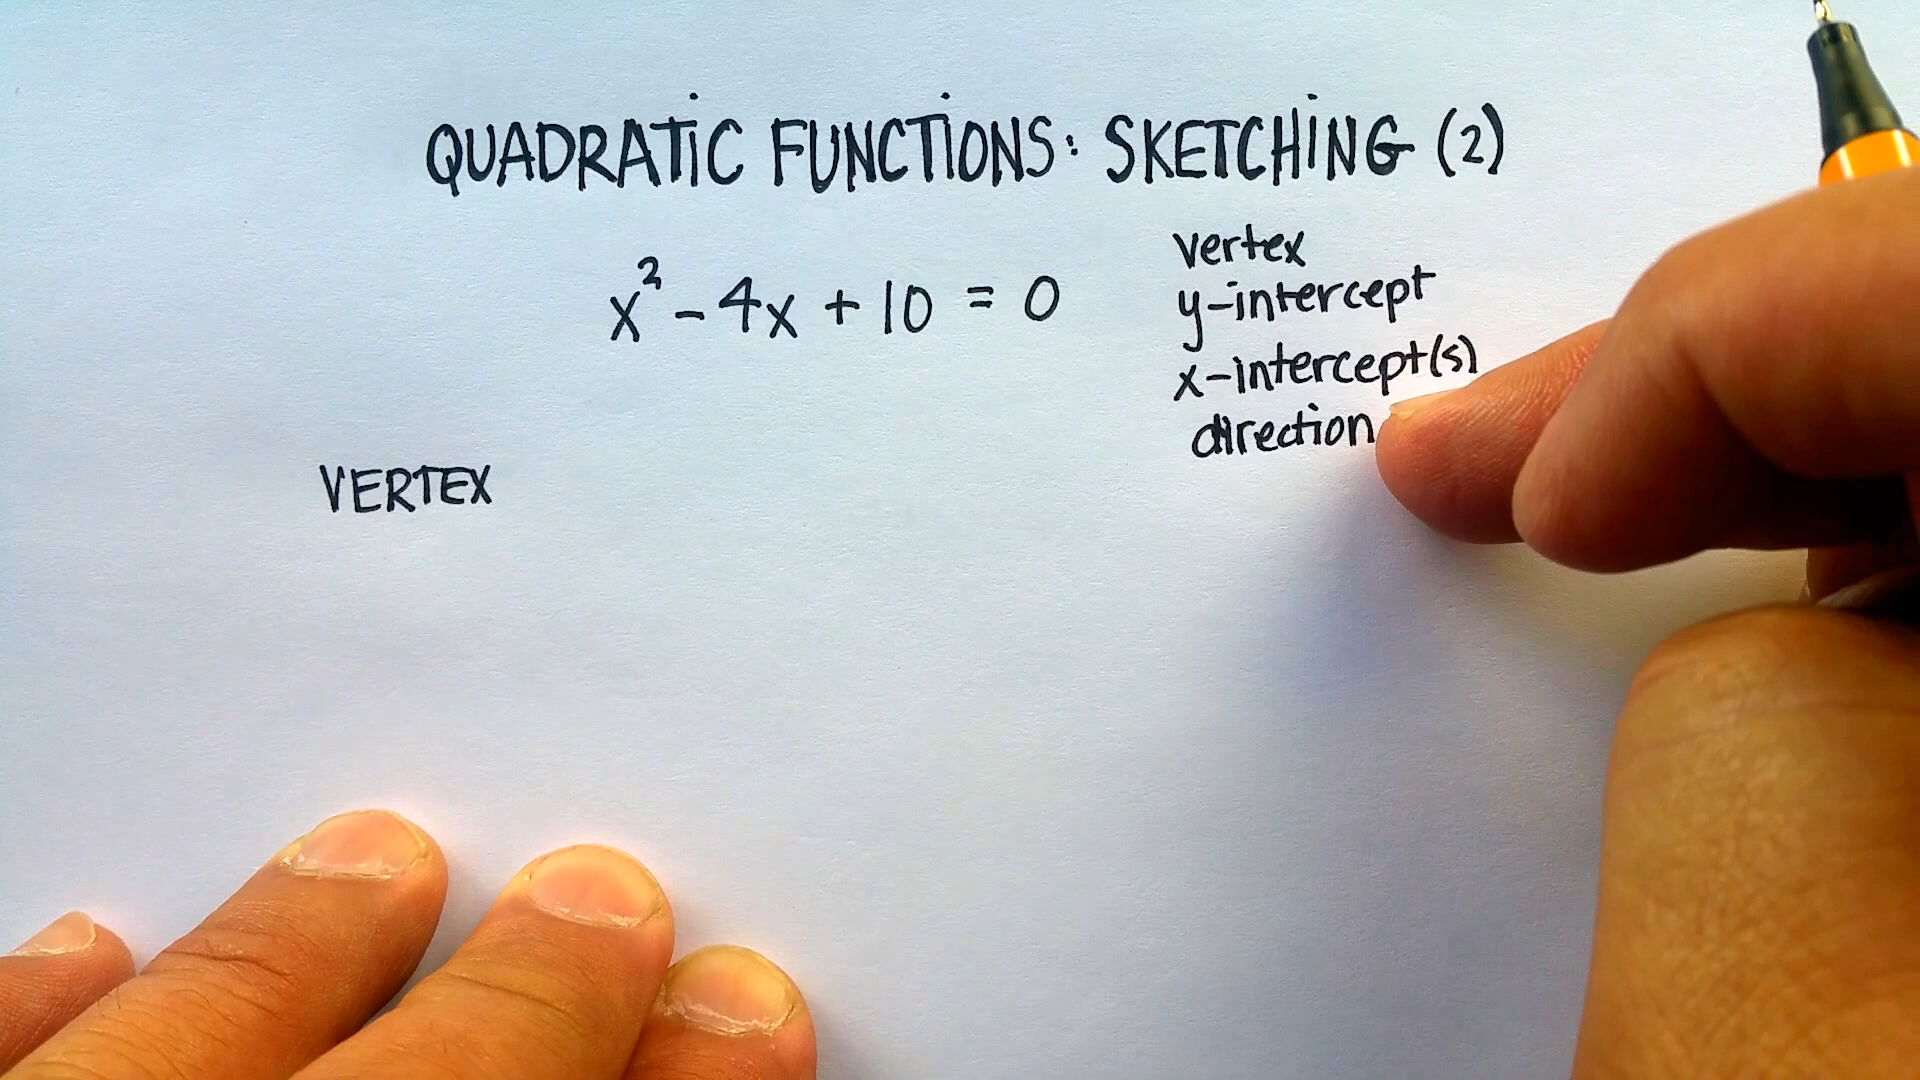 QUADRATiC FUNCTiONS: SKETCHiNG (2)
x² - 4x + 10 = 0
vertex
y-intercept
x-intercept(s)
direction
VERTEX